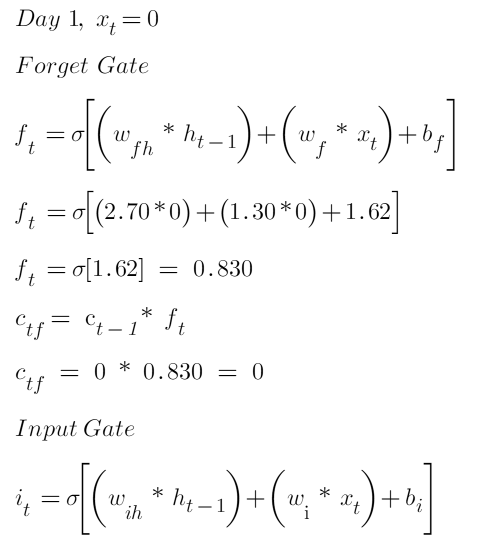 Day 1, x_t = 0
Forget Gate
f_t = σ[(w_fh * h_t−1) + (w_f * x_t) + b_f]
f_t = σ[(2.70*0) + (1.30*0) + 1.62]
f_t = σ[1.62] = 0.830
c_tf = c_t−1 * f_t
c_tf = 0 * 0.830 = 0
Input Gate
i_t = σ[(w_ih * h_t−1) + (w_i * x_t) + b_i]